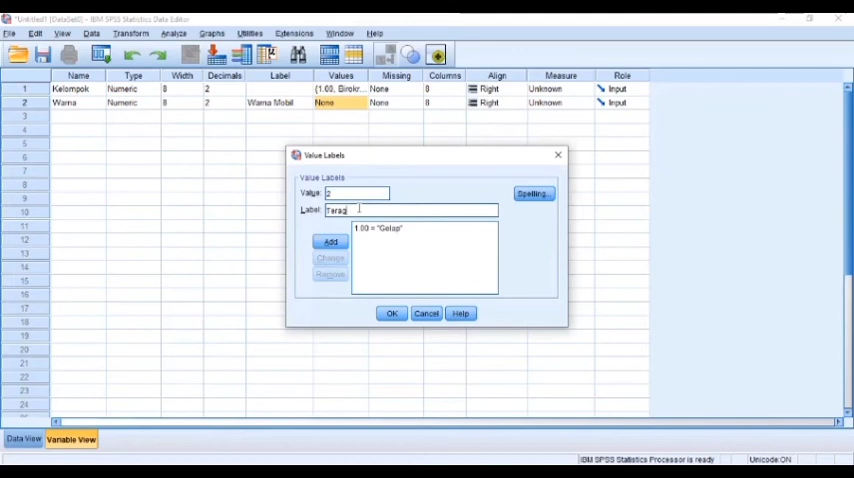 *Untitled1 [DataSet0] - IBM SPSS Statistics Data Editor
File Edit View Data Transform Analyze Graphs Utilities Extensions Window Help
Name Type Width Decimals Label Values Missing Columns Align Measure Role
1 Kelompok Numeric 8 2 {1.00, Birokr... None 8 Right Unknown Input
2 Warna Numeric 8 2 Warna Mobil None None 8 Right Unknown Input
3
4
5
6
7
8
9
10
11
12
13
14
15
16
17
18
19
20
21
22
23
24
Value Labels
Value Labels
Value: 2
Spelling...
Label: Terag
1.00 = "Gelap"
Add
Change
Remove
OK Cancel Help
Data View Variable View
IBM SPSS Statistics Processor is ready Unicode:ON